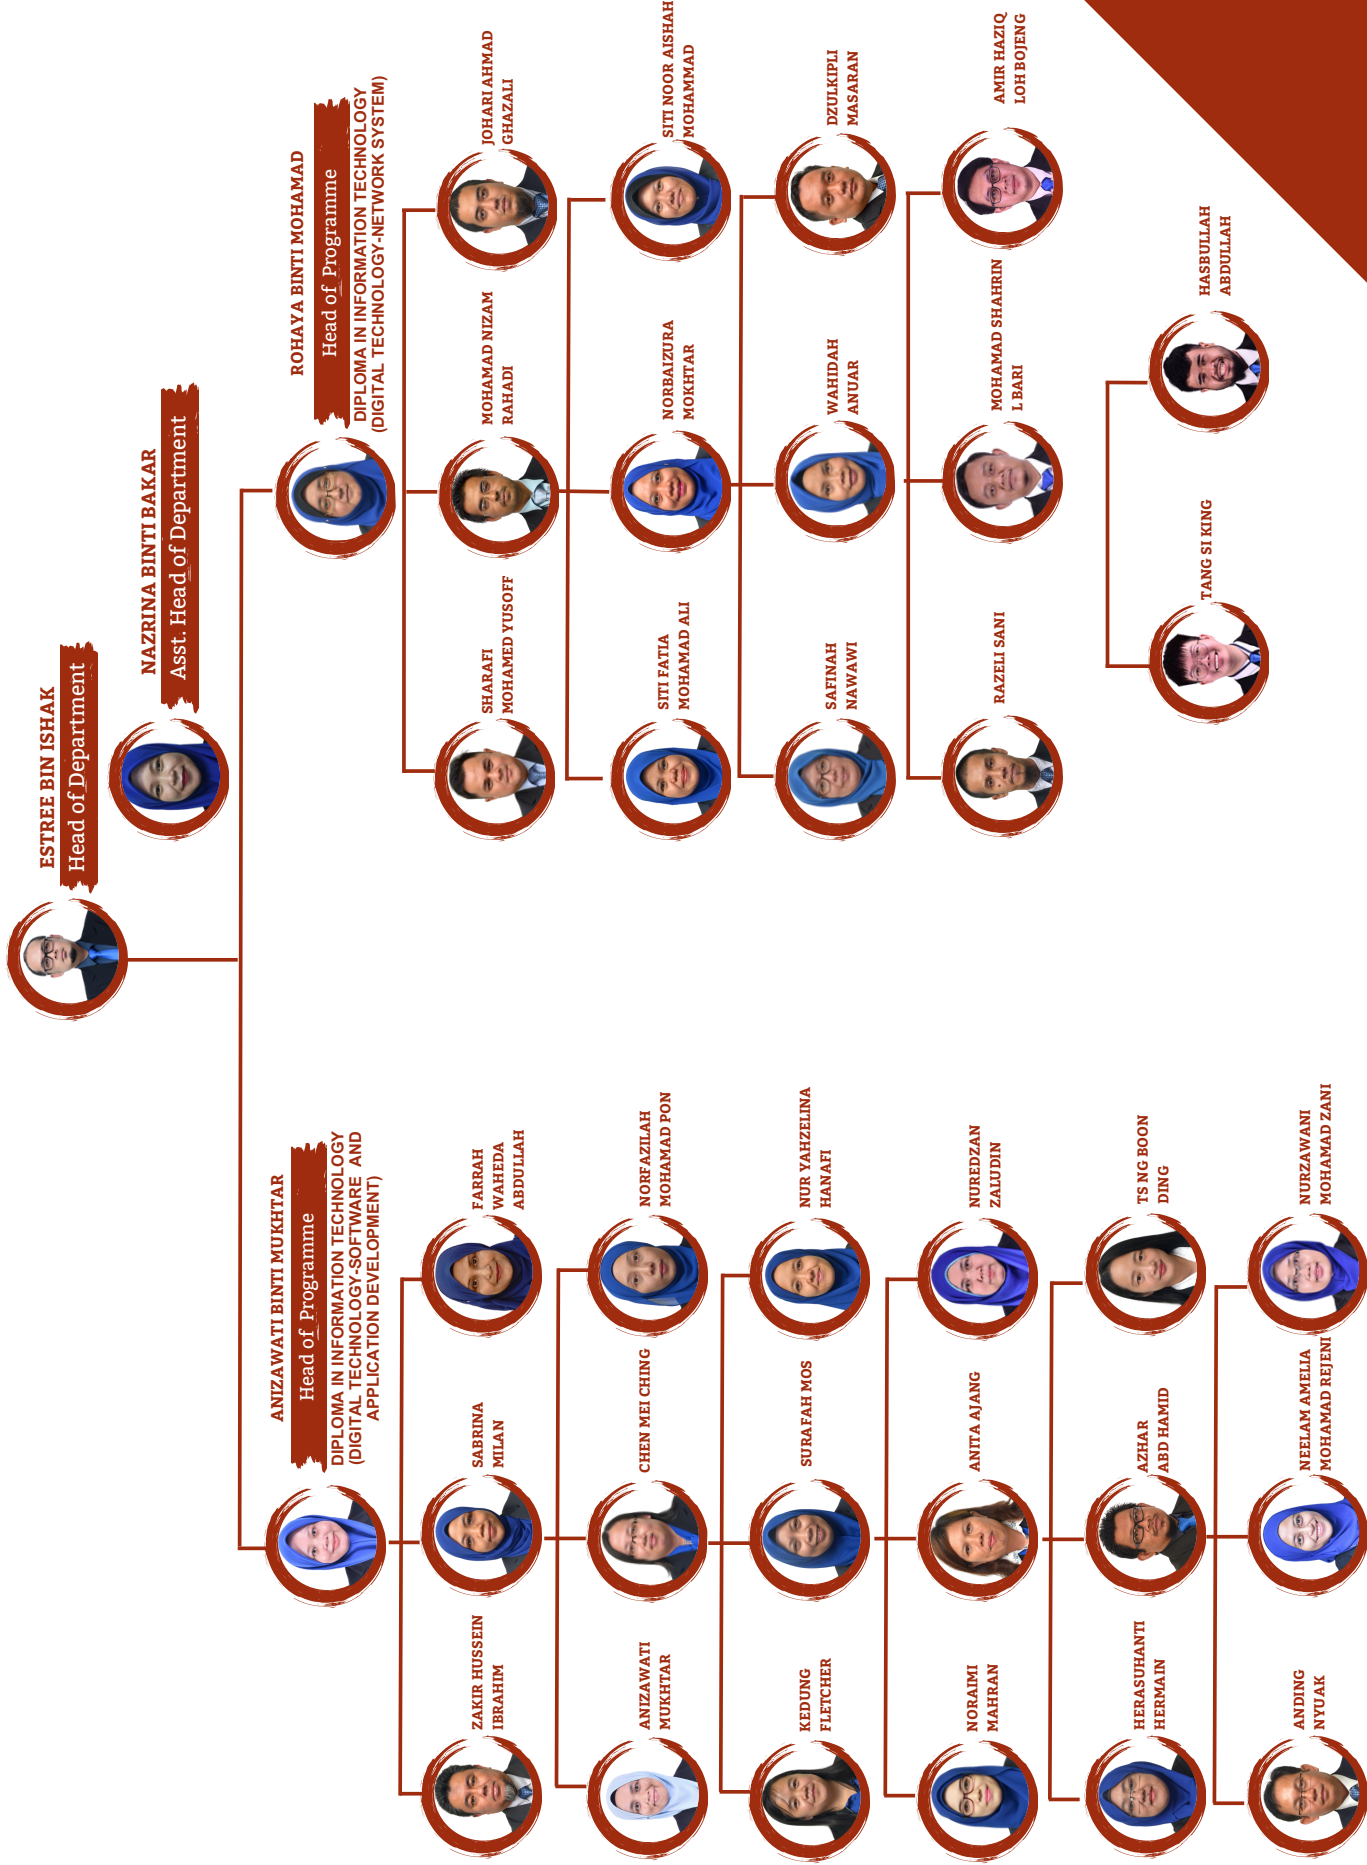 ESTREE BIN ISHAK
Head of Department
NAZRINA BINTI BAKAR
Asst. Head of Department
ANIZAWATI BINTI MUKHTAR
Head of Programme
DIPLOMA IN INFORMATION TECHNOLOGY
(DIGITAL TECHNOLOGY-SOFTWARE AND
APPLICATION DEVELOPMENT)
ZAKIR HUSSEIN
IBRAHIM
SABRINA
MILAN
FARRAH
WAHEDA
ABDULLAH
ANIZAWATI
MUKHTAR
CHEN MEI CHING
NORFAZILAH
MOHAMAD PON
KEDUNG
FLETCHER
SURAFAH MOS
NUR YAHZELINA
HANAFI
NORAIMI
MAHRAN
ANITA AJANG
NUREDZAN
ZALUDIN
HERASUHANTI
HERMAIN
AZHAR
ABD HAMID
TS NG BOON
DING
ANDING
NYUAK
NEELAM AMELIA
MOHAMAD REJENI
NURZAWANI
MOHAMAD ZANI
ROHAYA BINTI MOHAMAD
Head of Programme
DIPLOMA IN INFORMATION TECHNOLOGY
(DIGITAL TECHNOLOGY-NETWORK SYSTEM)
SHARAFI
MOHAMED YUSOFF
MOHAMAD NIZAM
RAHADI
JOHARI AHMAD
GHAZALI
SITI FATIA
MOHAMAD ALI
NORBAIZURA
MOKHTAR
SITI NOOR AISHAH
MOHAMMAD
SAFINAH
NAWAWI
WAHIDAH
ANUAR
DZULKIPLI
MASARAN
RAZELI SANI
MOHAMAD SHAHRIN
L BARI
AMIR HAZIQ
LOH BOJENG
TANG SI KING
HASBULLAH
ABDULLAH